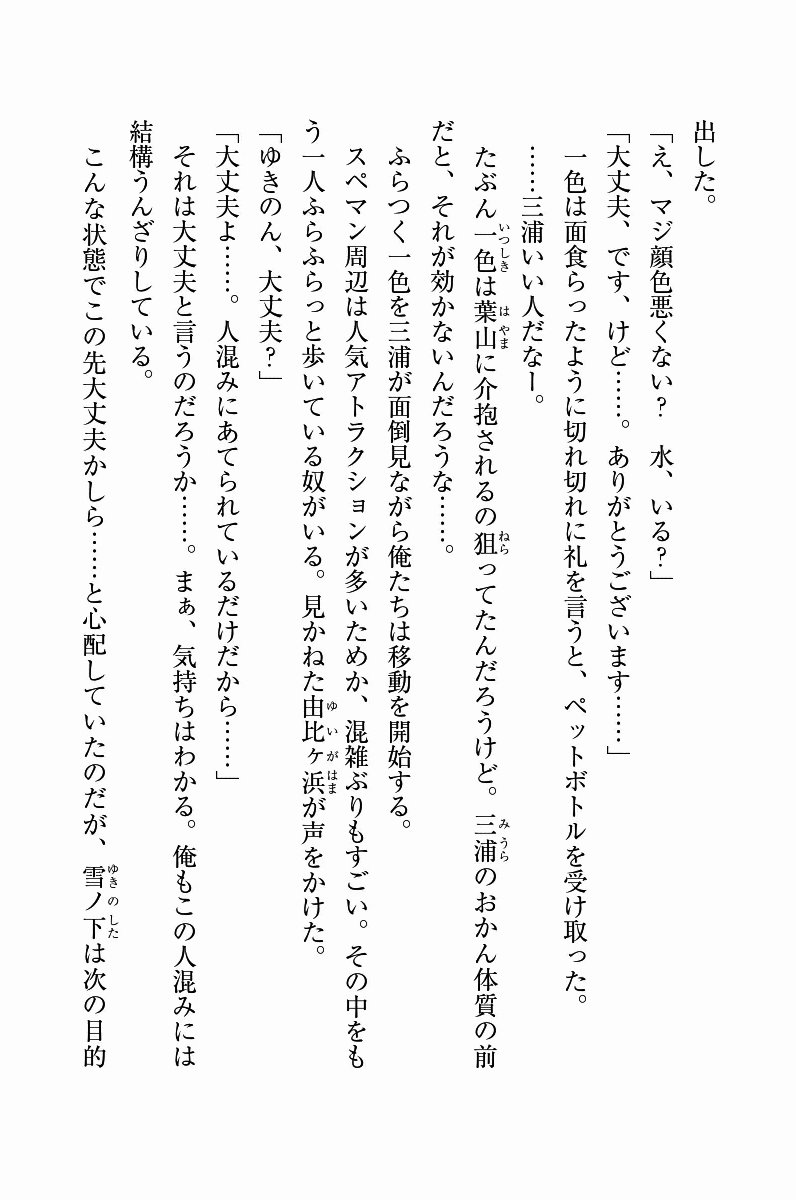 出した。
「え、マジ顔色悪くない？　水、いる？」
「大丈夫、です、けど……。ありがとうございます……」
　一色は面食らったように切れ切れに礼を言うと、ペットボトルを受け取った。
　……三浦いい人だなー。
　たぶん一色は葉山に介抱されるの狙ってたんだろうけど。三浦のおかん体質の前
だと、それが効かないんだろうな……。
　ふらつく一色を三浦が面倒見ながら俺たちは移動を開始する。
　スペマン周辺は人気アトラクションが多いためか、混雑ぶりもすごい。その中をも
う一人ふらふらっと歩いている奴がいる。見かねた由比ヶ浜が声をかけた。
「ゆきのん、大丈夫？」
「大丈夫よ……。人混みにあてられているだけだから……」
　それは大丈夫と言うのだろうか……。まぁ、気持ちはわかる。俺もこの人混みには
結構うんざりしている。
　こんな状態でこの先大丈夫かしら……と心配していたのだが、雪ノ下は次の目的